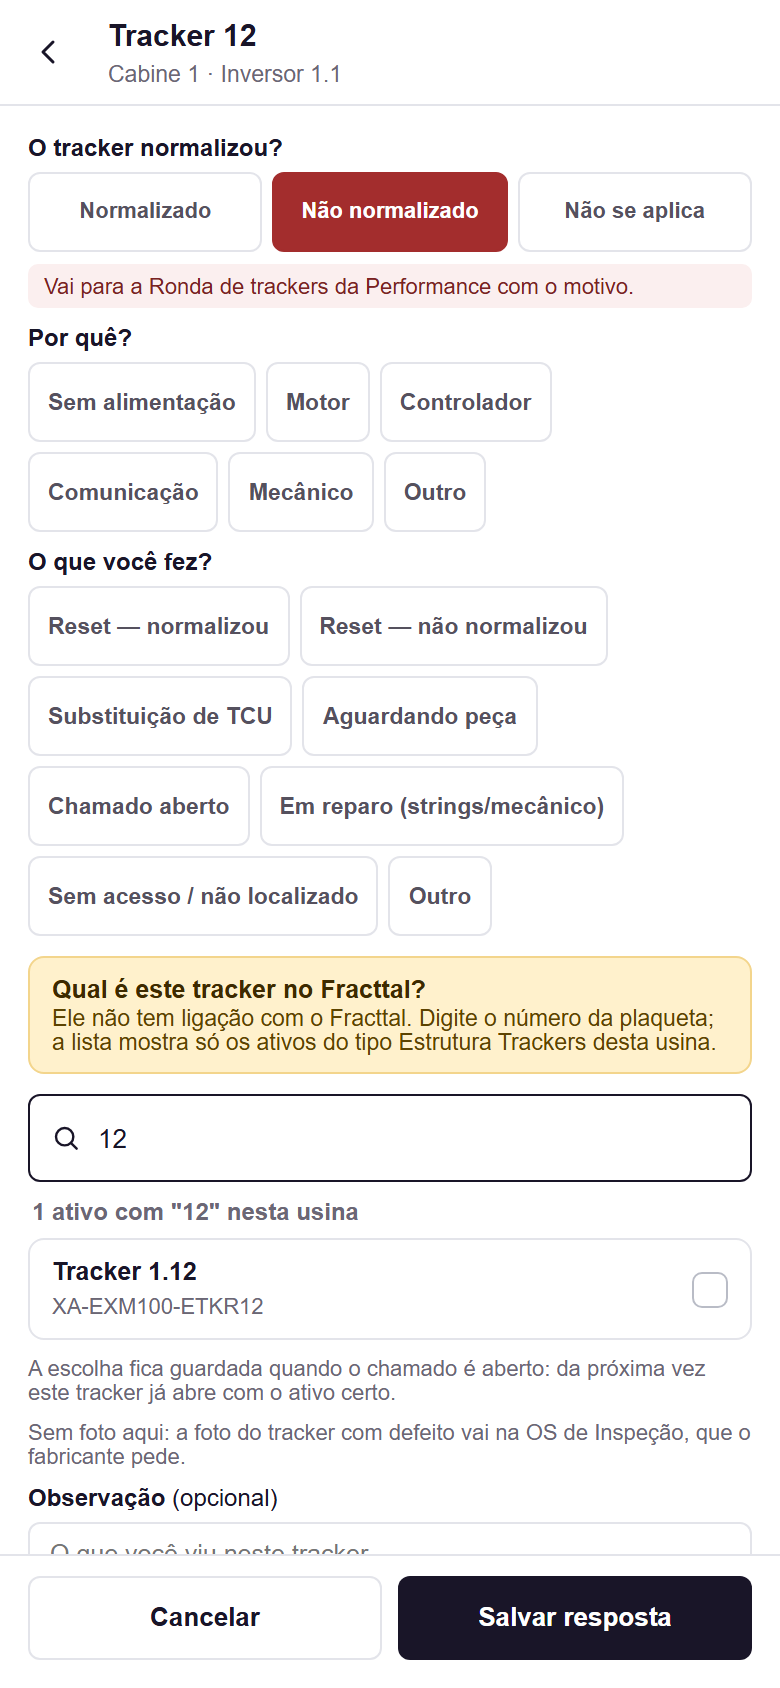 Tracker 12
Cabine 1 · Inversor 1.1
O tracker normalizou?
Normalizado
Não normalizado
Não se aplica
Vai para a Ronda de trackers da Performance com o motivo.
Por quê?
Sem alimentação
Motor
Controlador
Comunicação
Mecânico
Outro
O que você fez?
Reset — normalizou
Reset — não normalizou
Substituição de TCU
Aguardando peça
Chamado aberto
Em reparo (strings/mecânico)
Sem acesso / não localizado
Outro
Qual é este tracker no Fracttal?
Ele não tem ligação com o Fracttal. Digite o número da plaqueta;
a lista mostra só os ativos do tipo Estrutura Trackers desta usina.
12
1 ativo com "12" nesta usina
Tracker 1.12
XA-EXM100-ETKR12
A escolha fica guardada quando o chamado é aberto: da próxima vez
este tracker já abre com o ativo certo.
Sem foto aqui: a foto do tracker com defeito vai na OS de Inspeção, que o
fabricante pede.
Observação (opcional)
O que você viu neste tracker
Cancelar
Salvar resposta